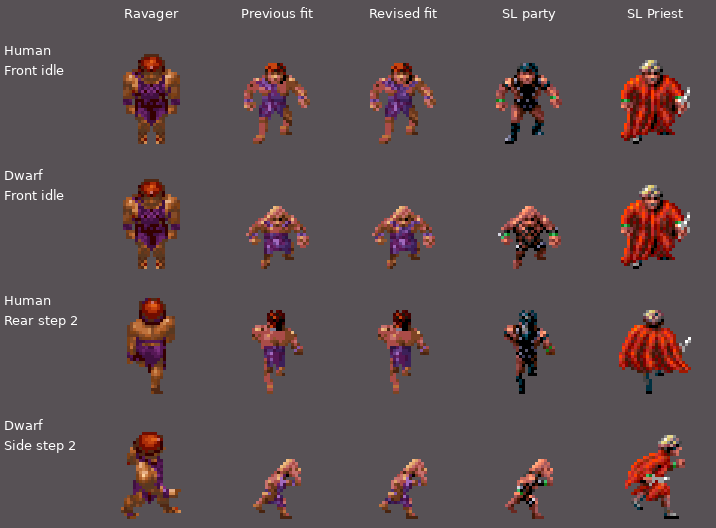 Ravager Previous fit Revised fit SL party SL Priest
Human
Front idle
Dwarf
Front idle
Human
Rear step 2
Dwarf
Side step 2